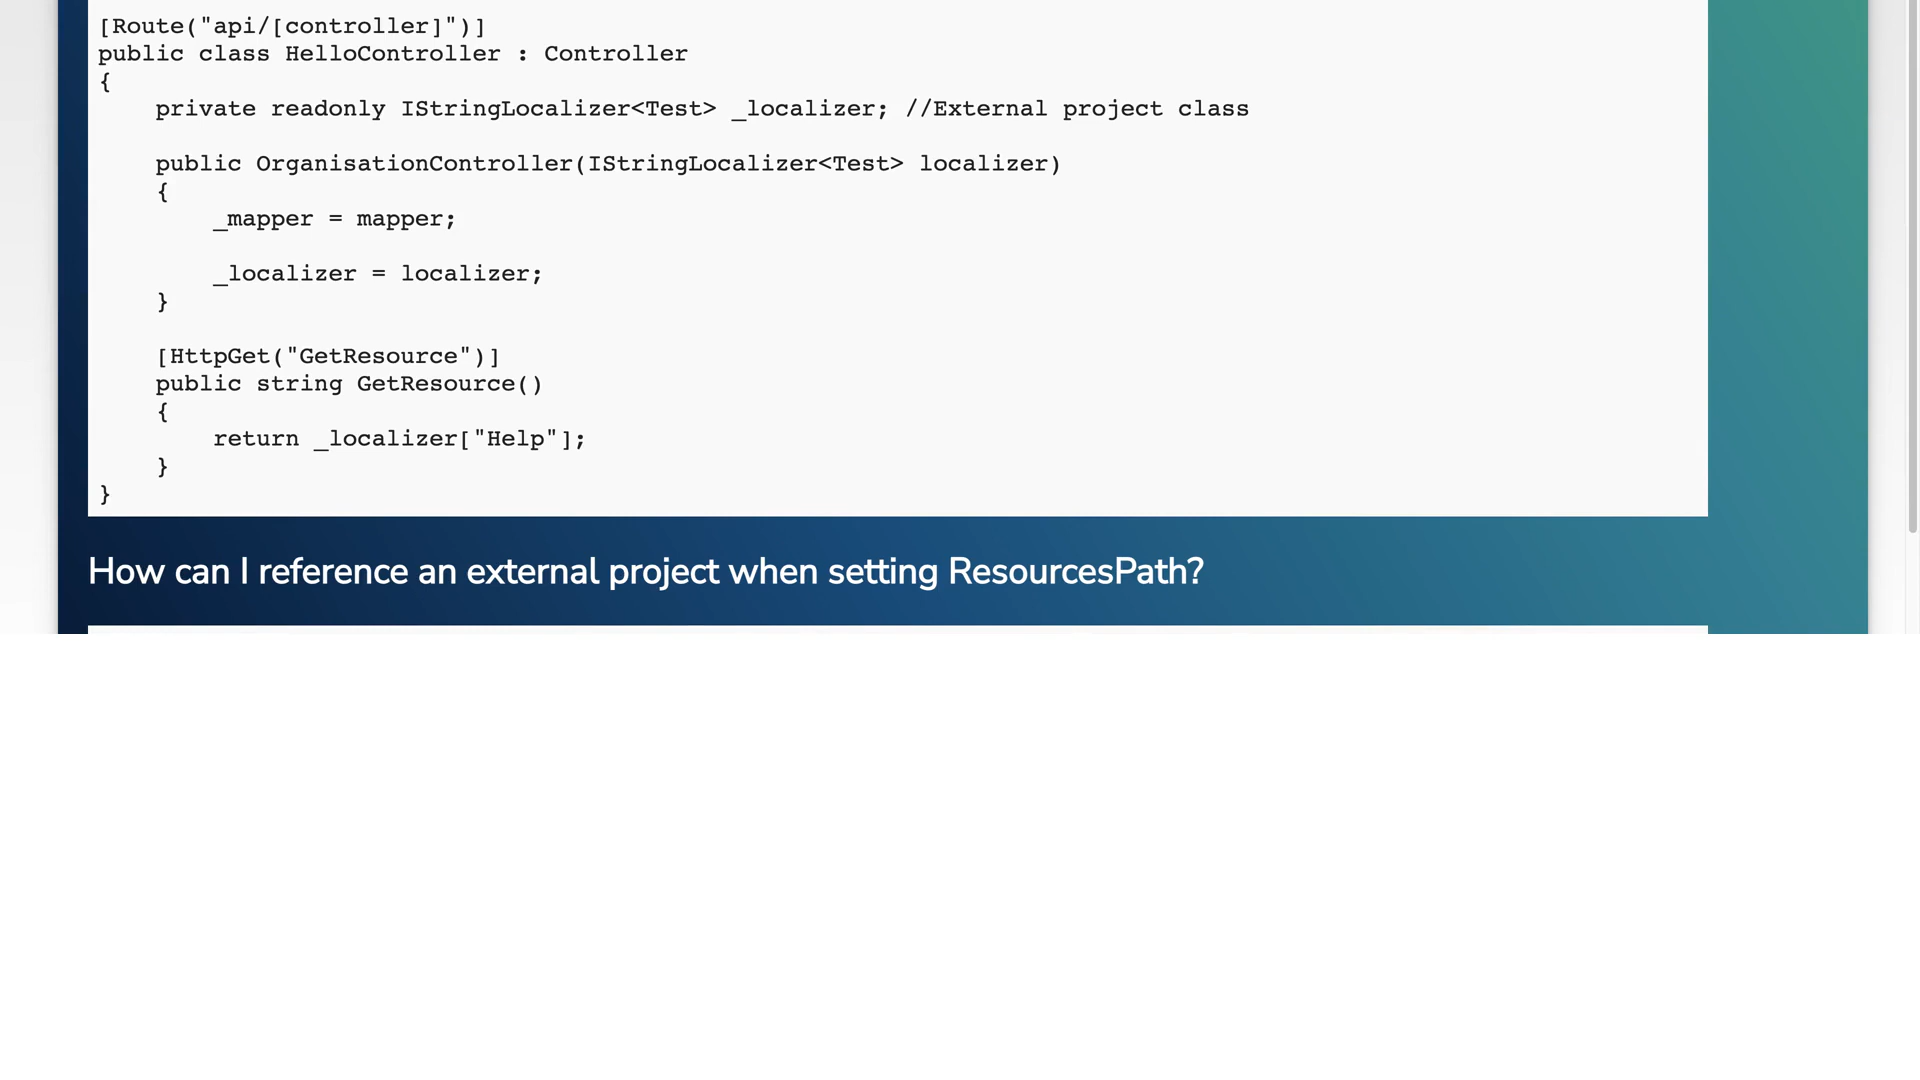 [Route("api/[controller]")]
public class HelloController : Controller
{
    private readonly IStringLocalizer<Test> _localizer; //External project class
    public OrganisationController(IStringLocalizer<Test> localizer)
    {
        _mapper = mapper;
        _localizer = localizer;
    }
    [HttpGet("GetResource")]
    public string GetResource()
    {
        return _localizer["Help"];
    }
}
How can I reference an external project when setting ResourcesPath?